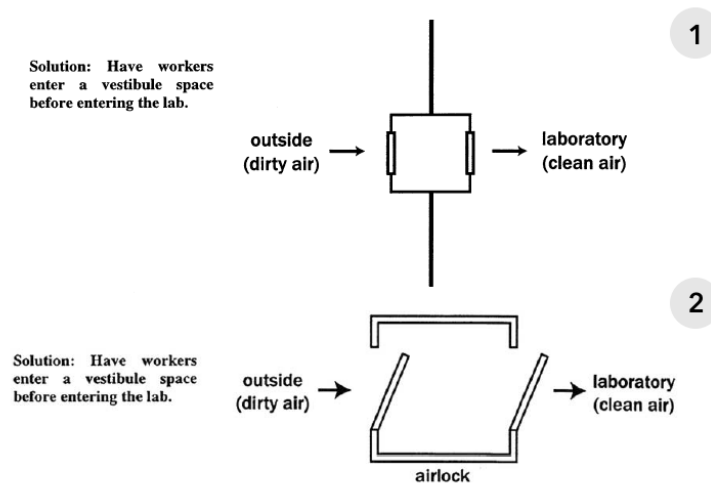 1
Solution: Have workers
enter a vestibule space
before entering the lab.
outside
(dirty air)
laboratory
(clean air)
2
Solution: Have workers
enter a vestibule space
before entering the lab.
outside
(dirty air)
laboratory
(clean air)
airlock